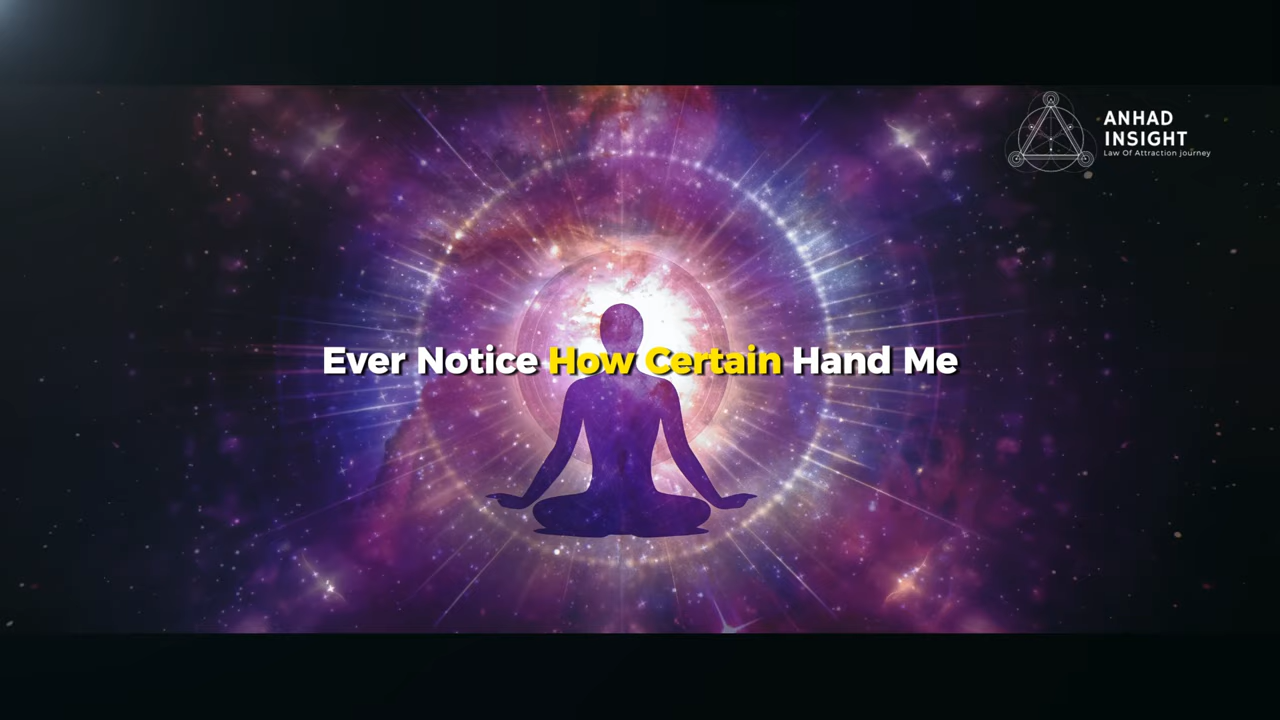 ANHAD
INSIGHT
Law Of Attraction journey
Ever Notice How Certain Hand Me